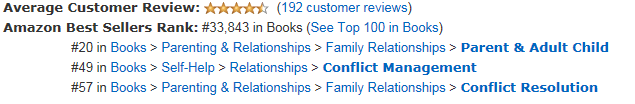 Average Customer Review: (192 customer reviews)
Amazon Best Sellers Rank: #33,843 in Books (See Top 100 in Books)
#20 in Books > Parenting & Relationships > Family Relationships > Parent & Adult Child
#49 in Books > Self-Help > Relationships > Conflict Management
#57 in Books > Parenting & Relationships > Family Relationships > Conflict Resolution